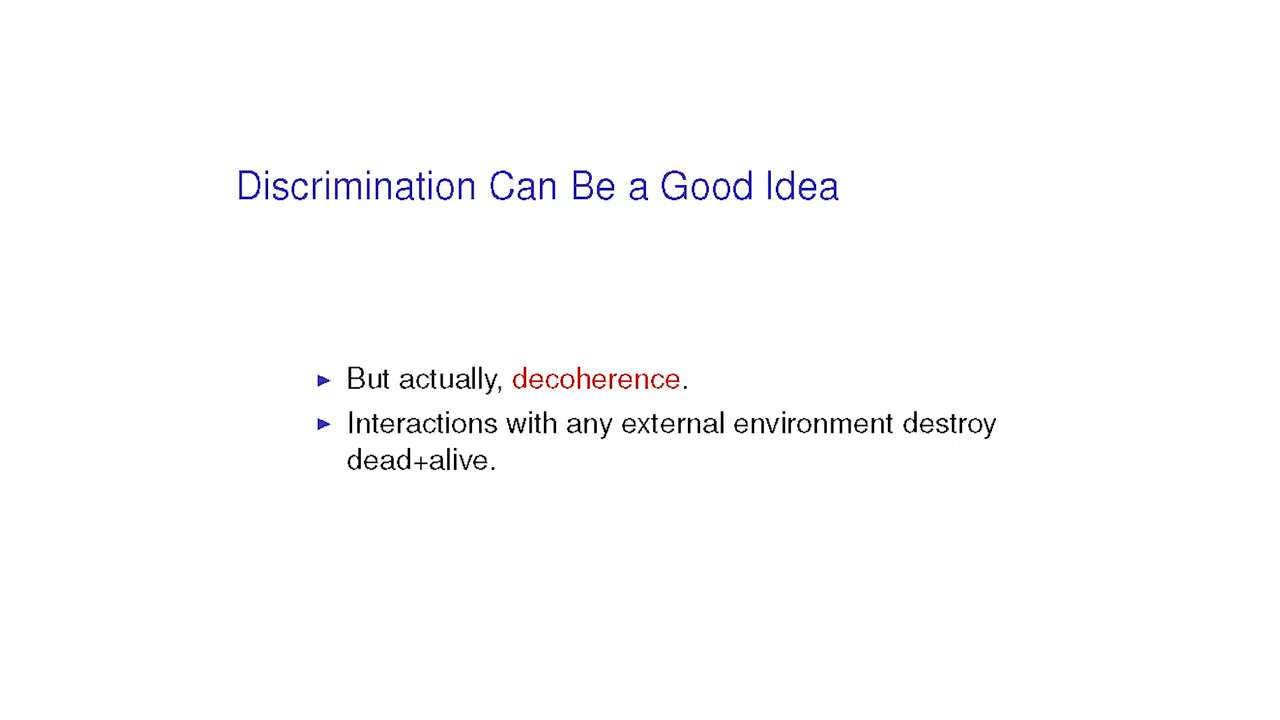 Discrimination Can Be a Good Idea
But actually, decoherence.
Interactions with any external environment destroy
dead+alive.